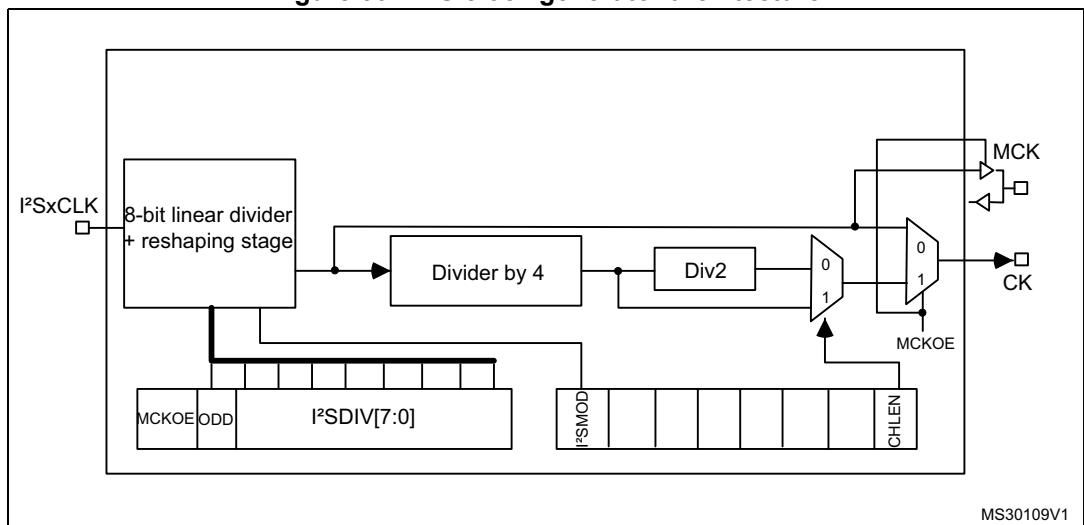 MCK
I²SxCLK
8-bit linear divider
+ reshaping stage
Divider by 4
Div2
0
1
0
1
CK
MCKOE
MCKOE
ODD
I²SDIV[7:0]
I²SMOD
CHLEN
MS30109V1